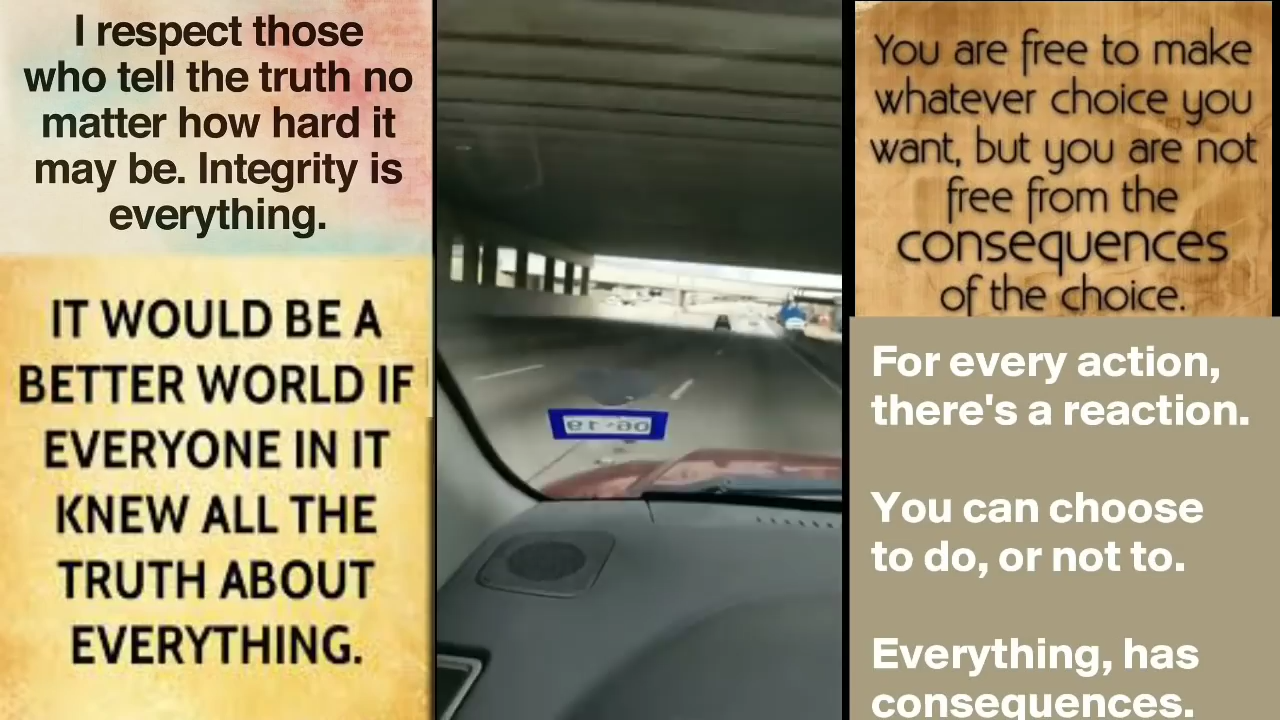 I respect those
who tell the truth no
matter how hard it
may be. Integrity is
everything.
IT WOULD BE A
BETTER WORLD IF
EVERYONE IN IT
KNEW ALL THE
TRUTH ABOUT
EVERYTHING.
06-19
You are free to make
whatever choice you
want, but you are not
free from the
consequences
of the choice.
For every action,
there's a reaction.
You can choose
to do, or not to.
Everything, has
consequences.